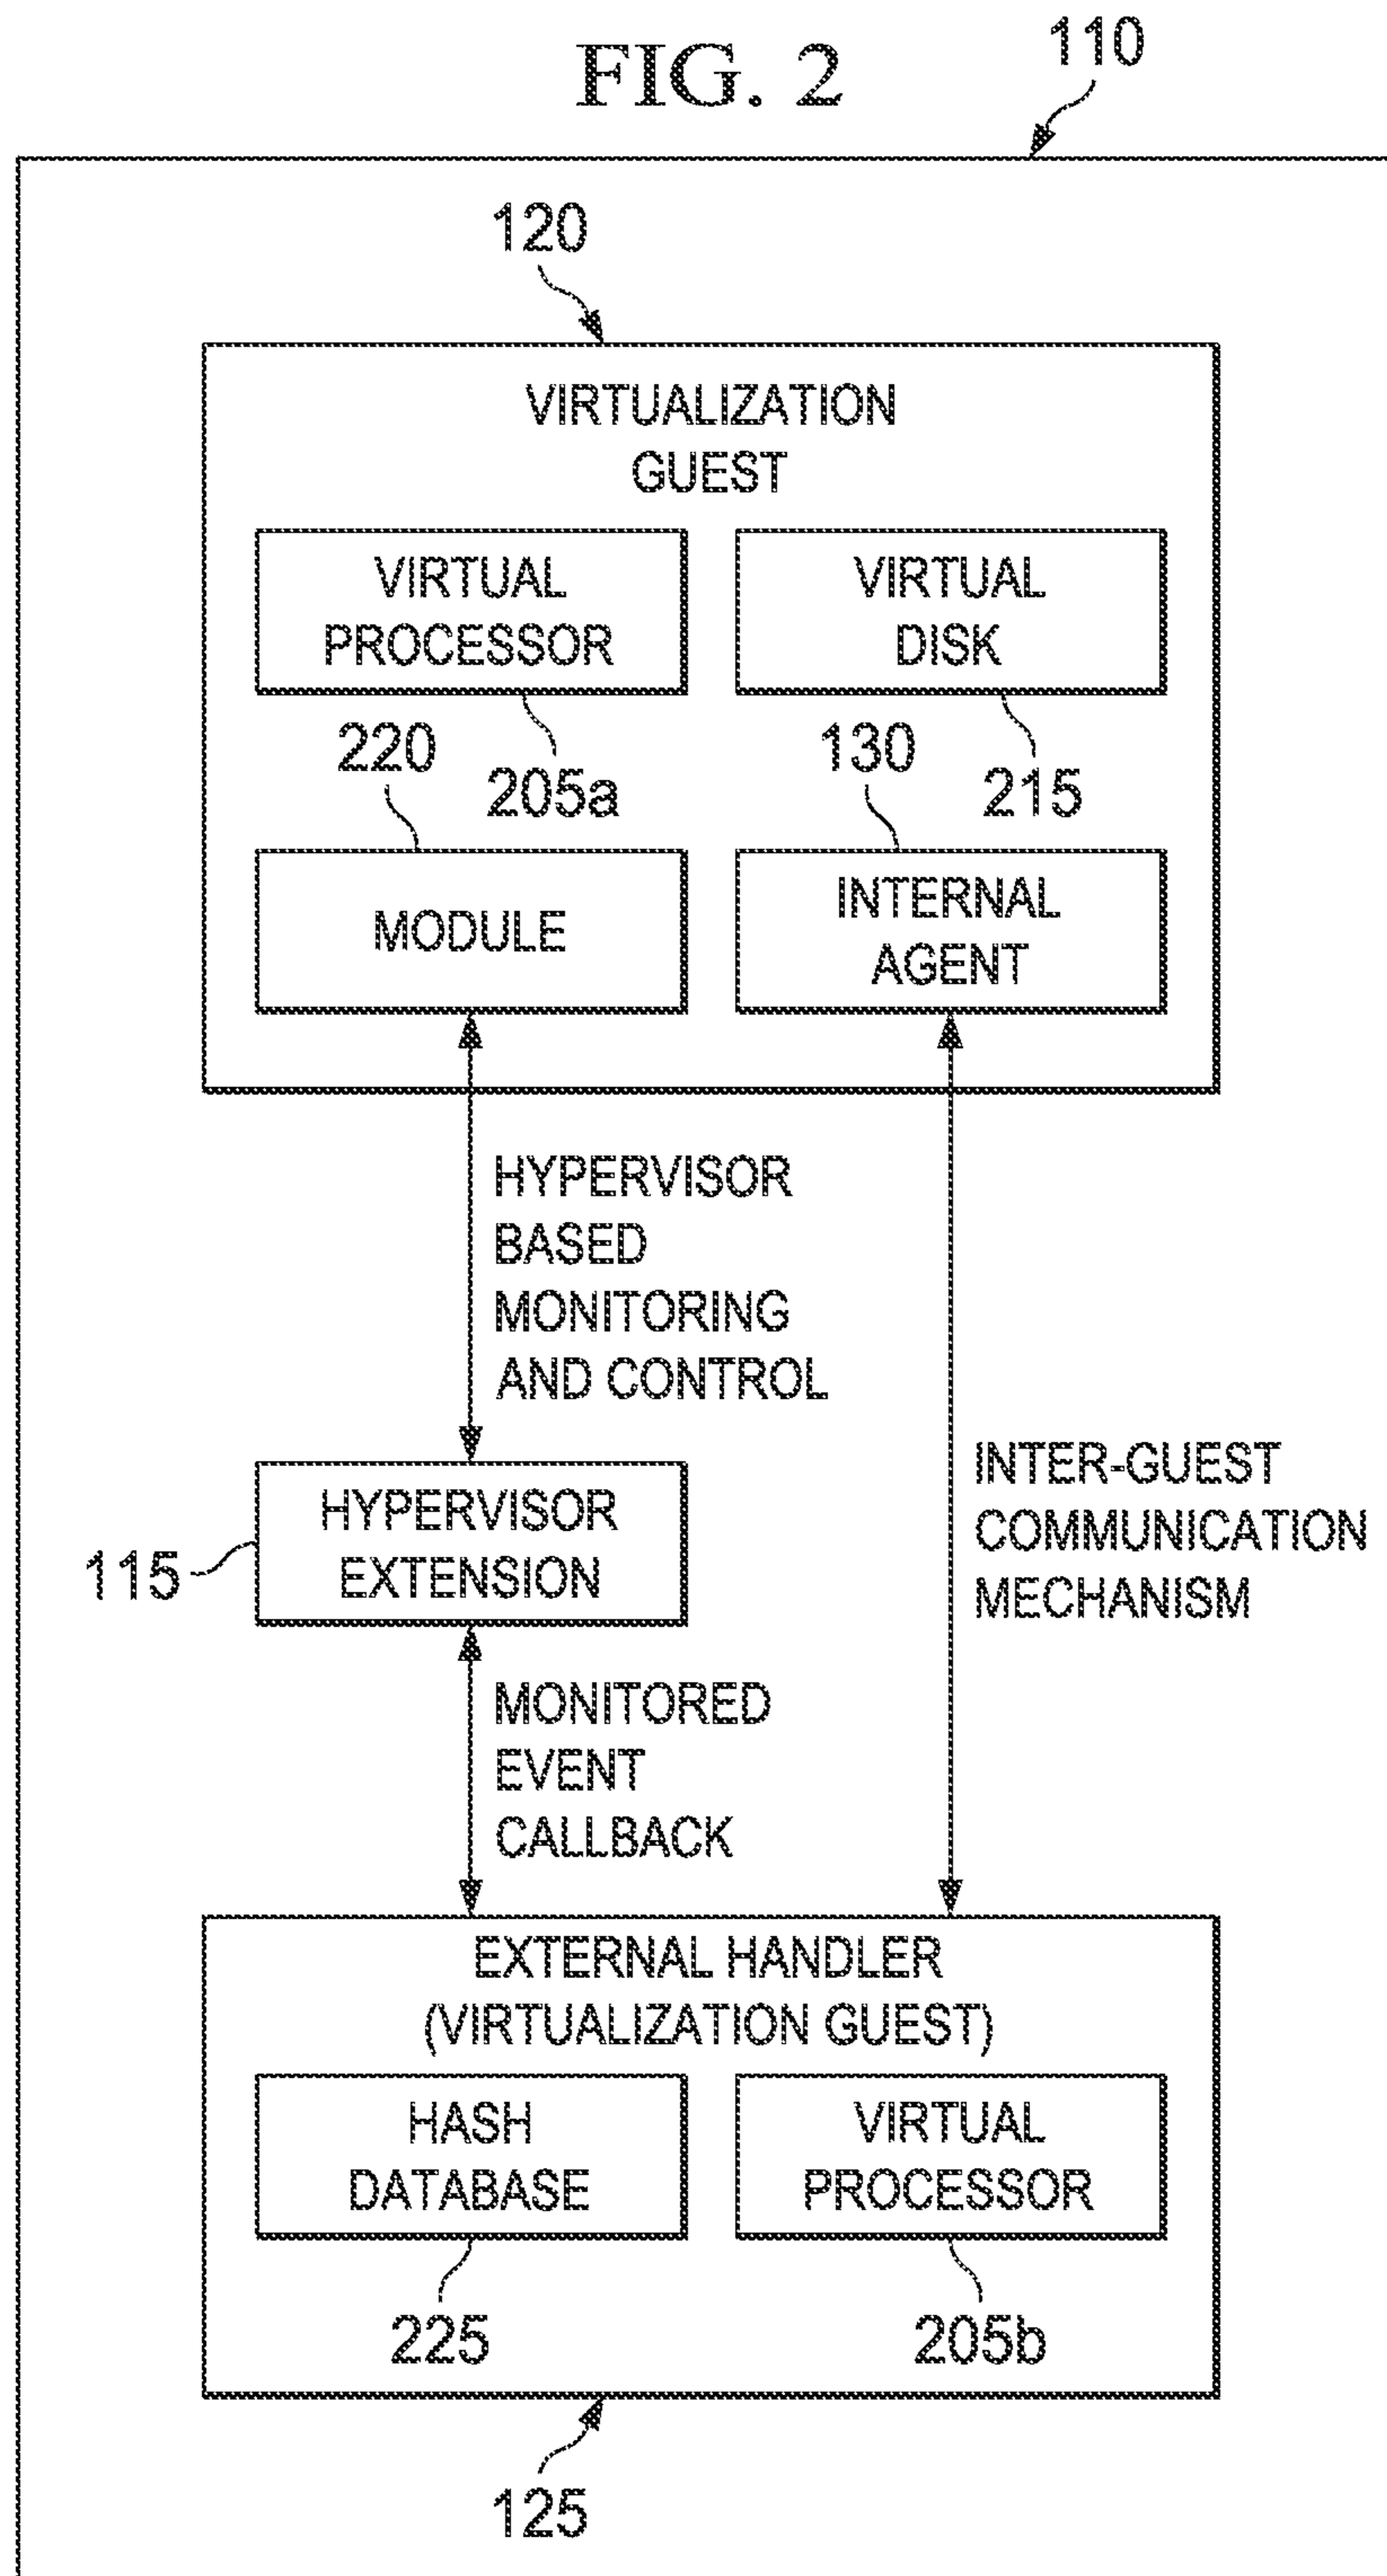 FIG. 2
110
120
VIRTUALIZATION
GUEST
VIRTUAL
PROCESSOR
VIRTUAL
DISK
220
205a
130
215
MODULE
INTERNAL
AGENT
HYPERVISOR
BASED
MONITORING
AND CONTROL
INTER-GUEST
COMMUNICATION
MECHANISM
HYPERVISOR
EXTENSION
115
MONITORED
EVENT
CALLBACK
EXTERNAL HANDLER
(VIRTUALIZATION GUEST)
HASH
DATABASE
VIRTUAL
PROCESSOR
225
205b
125